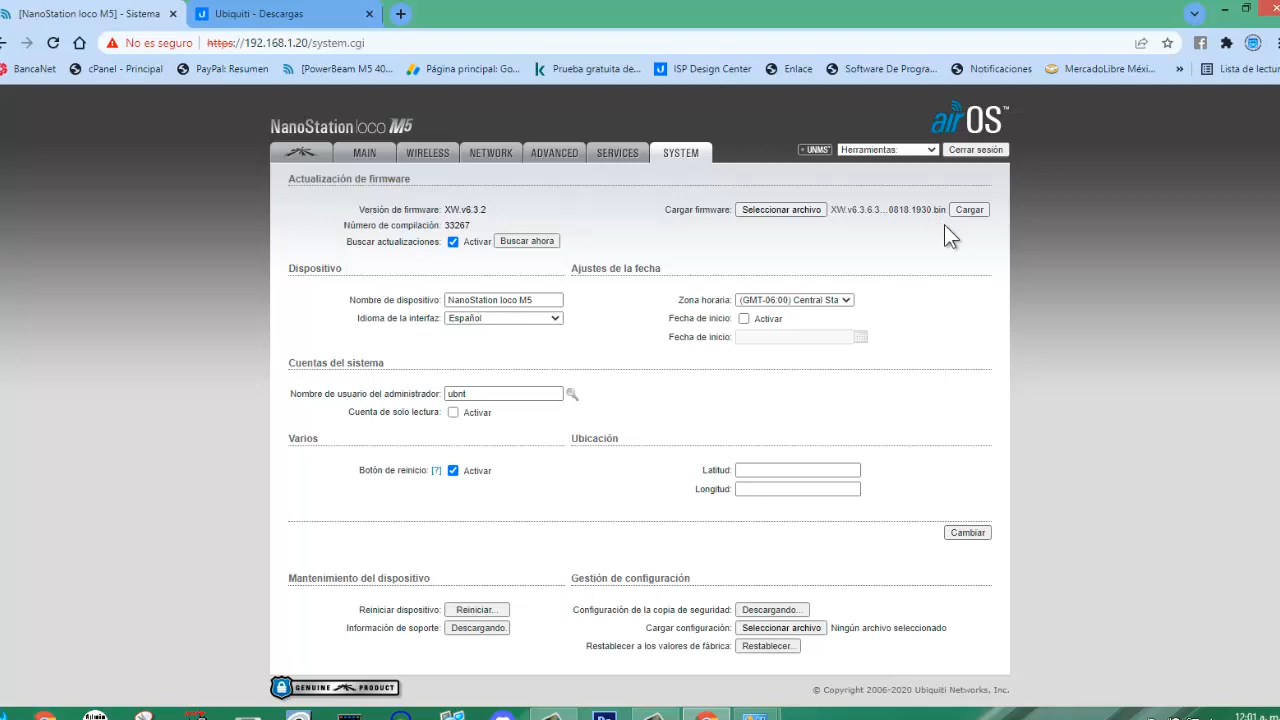 [NanoStation loco M5] - Sistema
Ubiquiti - Descargas
No es seguro
https://192.168.1.20/system.cgi
BancaNet
cPanel - Principal
PayPal: Resumen
[PowerBeam M5 40...
Página principal: Go...
Prueba gratuita de...
ISP Design Center
Enlace
Software De Progra...
Notificaciones
MercadoLibre Méxi...
»
Lista de lectur
NanoStation loco M5
airOS™
MAIN
WIRELESS
NETWORK
ADVANCED
SERVICES
SYSTEM
UNMS™
Herramientas:
Cerrar sesión
Actualización de firmware
Versión de firmware: XW.v6.3.2
Cargar firmware: Seleccionar archivo XW.v6.3.6.3...0818.1930.bin Cargar
Número de compilación: 33267
Buscar actualizaciones: Activar Buscar ahora
Dispositivo
Ajustes de la fecha
Nombre de dispositivo: NanoStation loco M5
Zona horaria: (GMT-06:00) Central Sta
Idioma de la interfaz: Español
Fecha de inicio: Activar
Fecha de inicio:
Cuentas del sistema
Nombre de usuario del administrador: ubnt
Cuenta de solo lectura: Activar
Varios
Ubicación
Botón de reinicio: [?] Activar
Latitud:
Longitud:
Cambiar
Mantenimiento del dispositivo
Gestión de configuración
Reiniciar dispositivo: Reiniciar...
Configuración de la copia de seguridad: Descargando...
Información de soporte: Descargando.
Cargar configuración: Seleccionar archivo Ningún archivo seleccionado
Restablecer a los valores de fábrica: Restablecer...
GENUINE PRODUCT
© Copyright 2006-2020 Ubiquiti Networks, Inc.